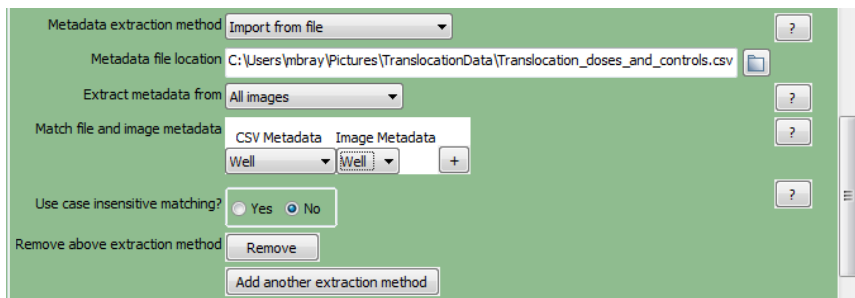 Metadata extraction method Import from file ?
Metadata file location C:\Users\mbray\Pictures\TranslocationData\Translocation_doses_and_controls.csv
Extract metadata from All images ?
Match file and image metadata CSV Metadata Image Metadata ?
Well Well +
Use case insensitive matching? Yes No ?
Remove above extraction method Remove
Add another extraction method